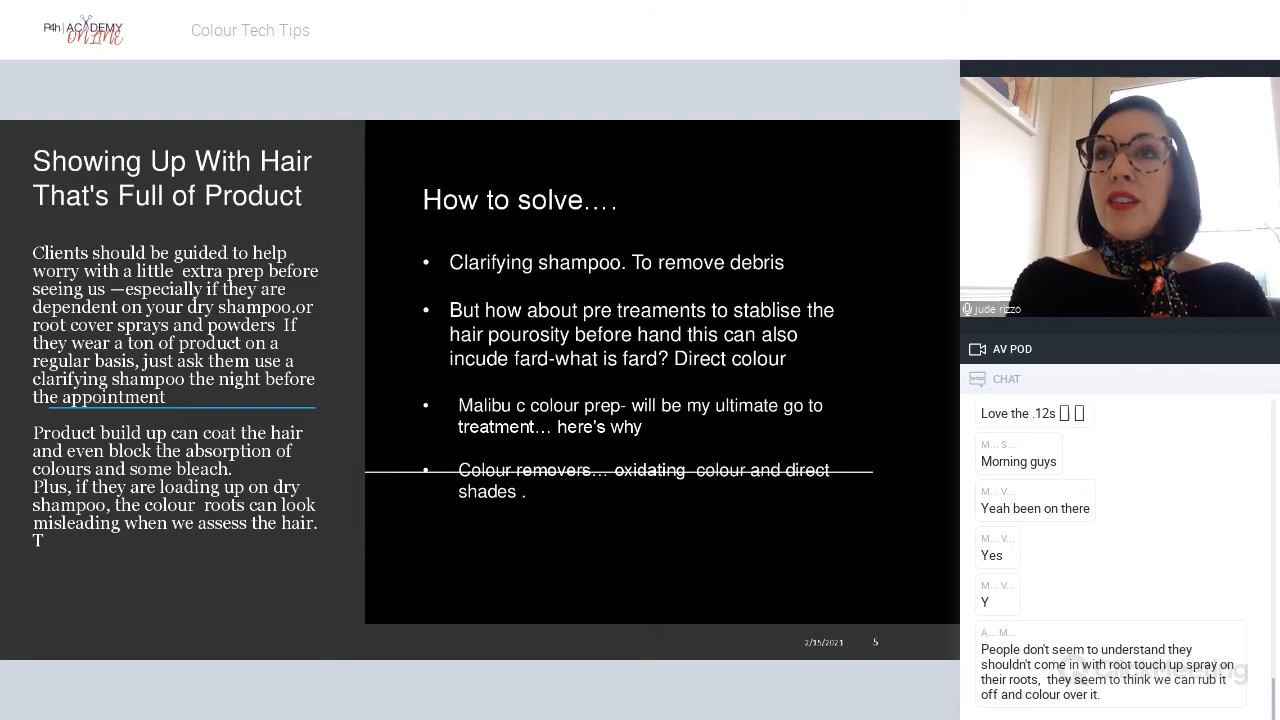 P4h ACADEMY
ONLINE
Colour Tech Tips
Showing Up With Hair
That's Full of Product
Clients should be guided to help
worry with a little extra prep before
seeing us —especially if they are
dependent on your dry shampoo or
root cover sprays and powders If
they wear a ton of product on a
regular basis, just ask them use a
clarifying shampoo the night before
the appointment
Product build up can coat the hair
and even block the absorption of
colours and some bleach.
Plus, if they are loading up on dry
shampoo, the colour roots can look
misleading when we assess the hair.
T
How to solve….
• Clarifying shampoo. To remove debris
• But how about pre treaments to stablise the
hair pourosity before hand this can also
incude fard-what is fard? Direct colour
• Malibu c colour prep- will be my ultimate go to
treatment… here's why
• Colour removers… oxidating colour and direct
shades .
2/15/2021 5
jude rizzo
AV POD
CHAT
Love the .12s
M... S...
Morning guys
M... V...
Yeah been on there
M... V...
Yes
M... V...
Y
A... M...
People don't seem to understand they
shouldn't come in with root touch up spray on
their roots, they seem to think we can rub it
off and colour over it.
ClickMeeting